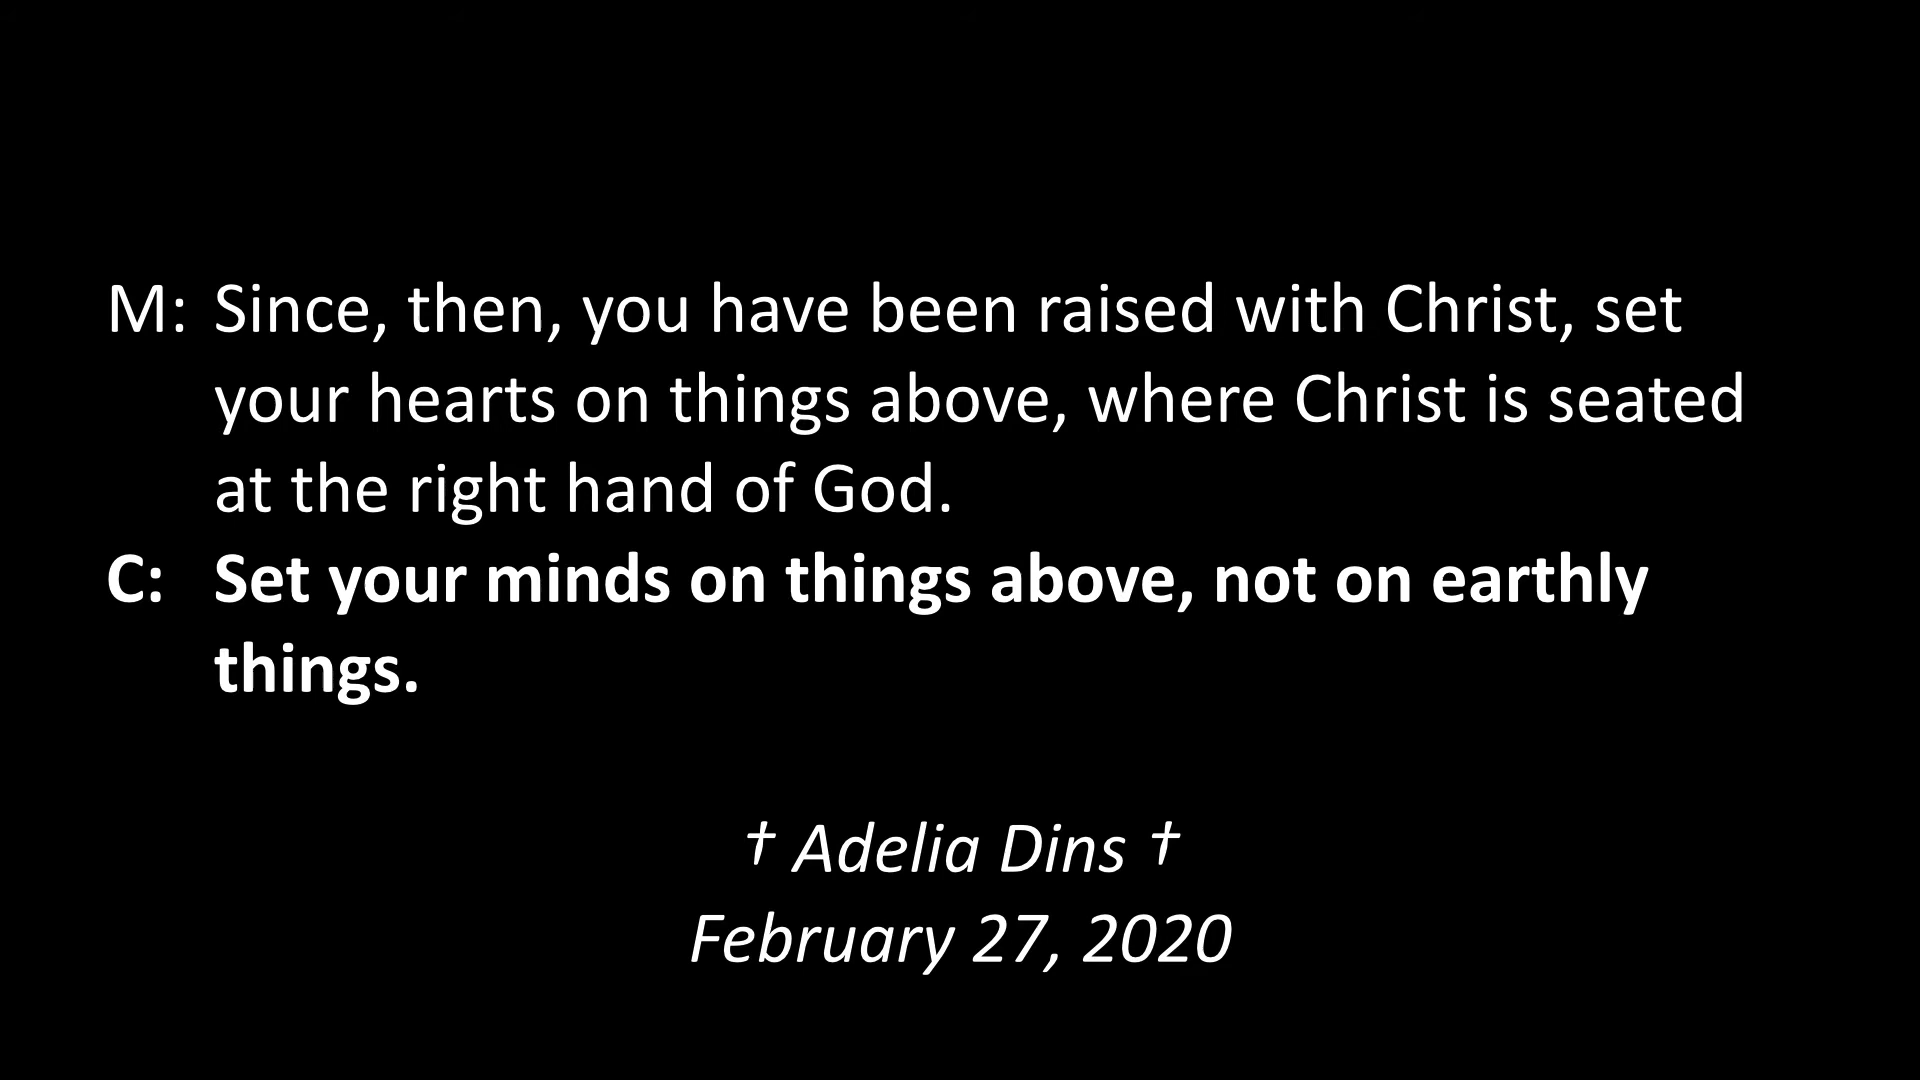 M: Since, then, you have been raised with Christ, set
your hearts on things above, where Christ is seated
at the right hand of God.
C: Set your minds on things above, not on earthly
things.
† Adelia Dins †
February 27, 2020